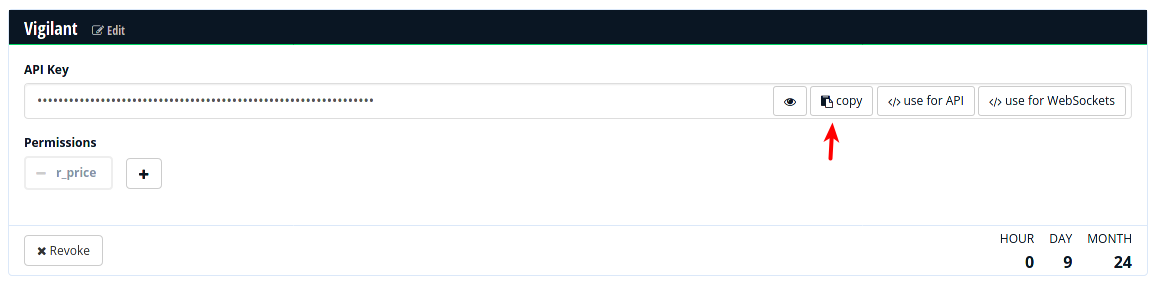 Vigilant Edit
API Key
•••••••••••••••••••••••••••••••••••••••••••••••••••••••••••••••• copy </> use for API </> use for WebSockets
Permissions
− r_price +
✖ Revoke
HOUR DAY MONTH
0 9 24